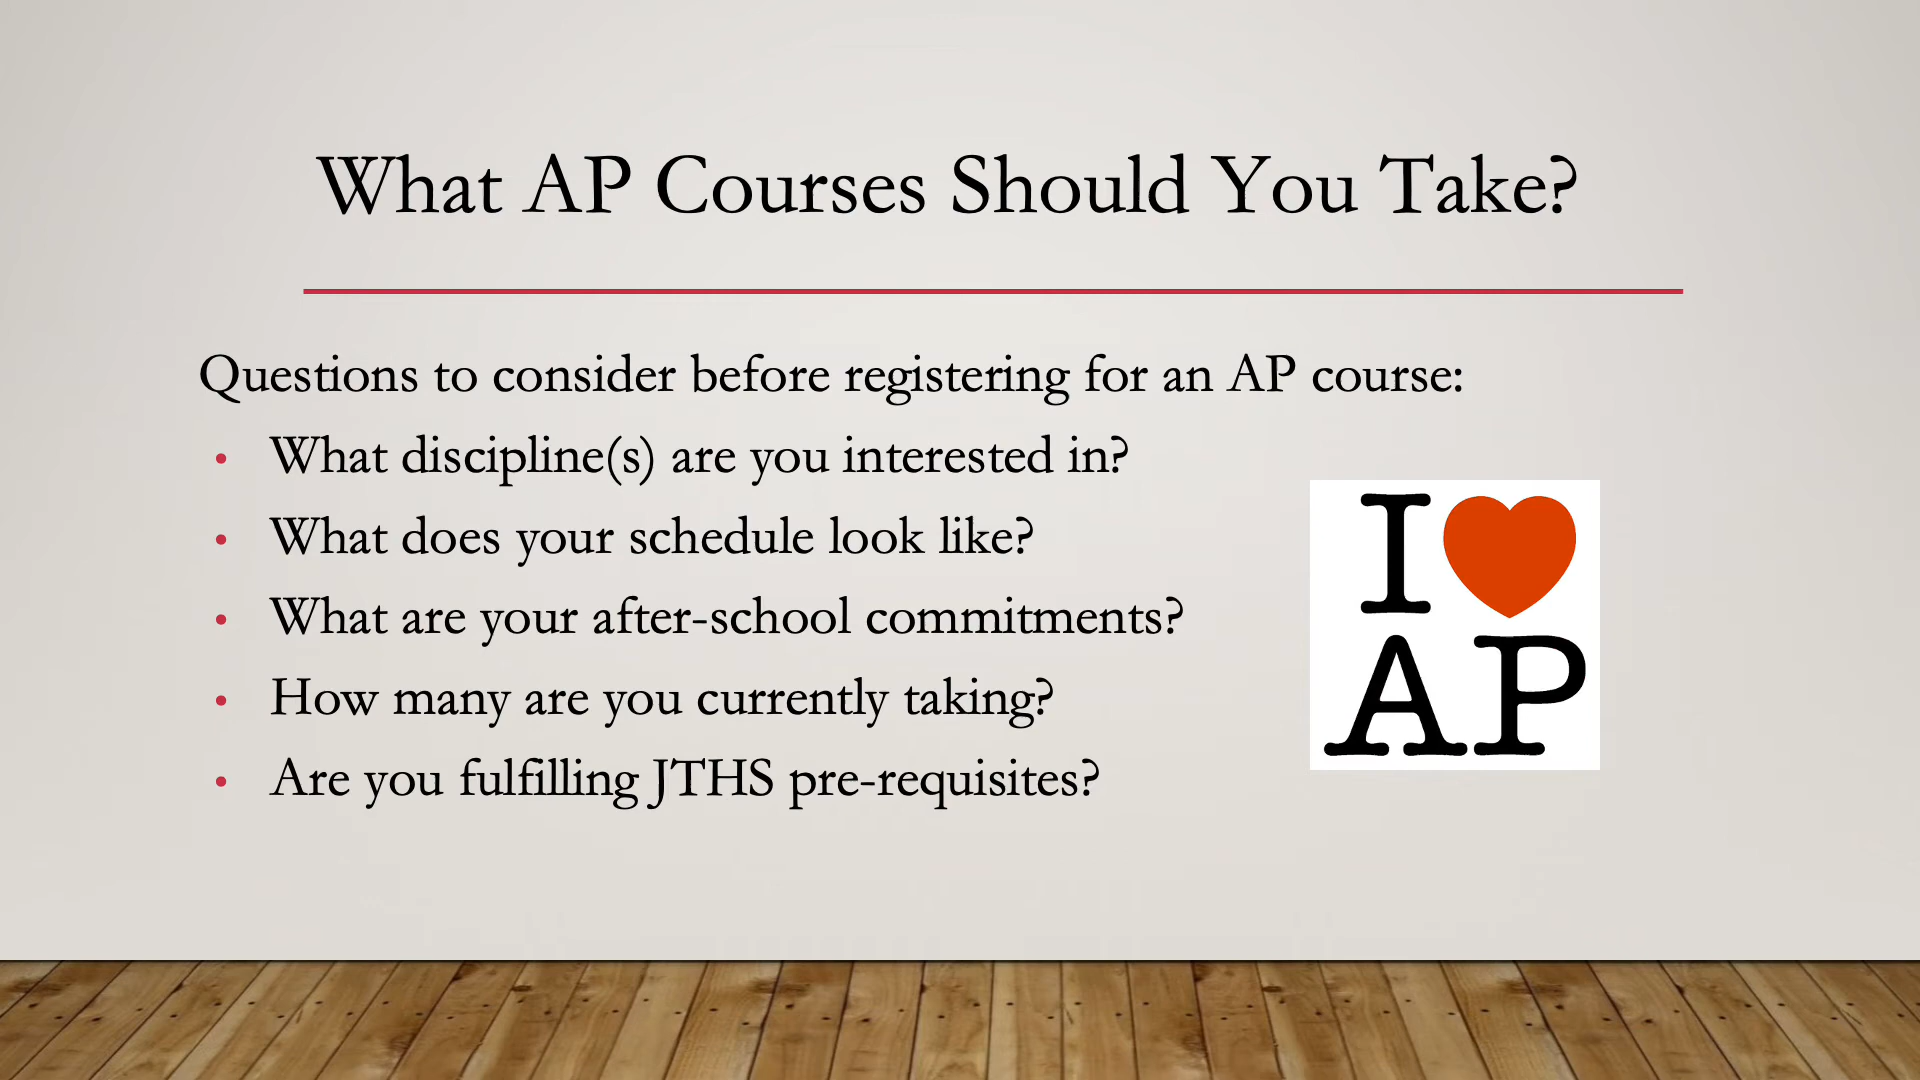 What AP Courses Should You Take?
Questions to consider before registering for an AP course:
• What discipline(s) are you interested in?
• What does your schedule look like?
• What are your after-school commitments?
• How many are you currently taking?
• Are you fulfilling JTHS pre-requisites?
I
AP